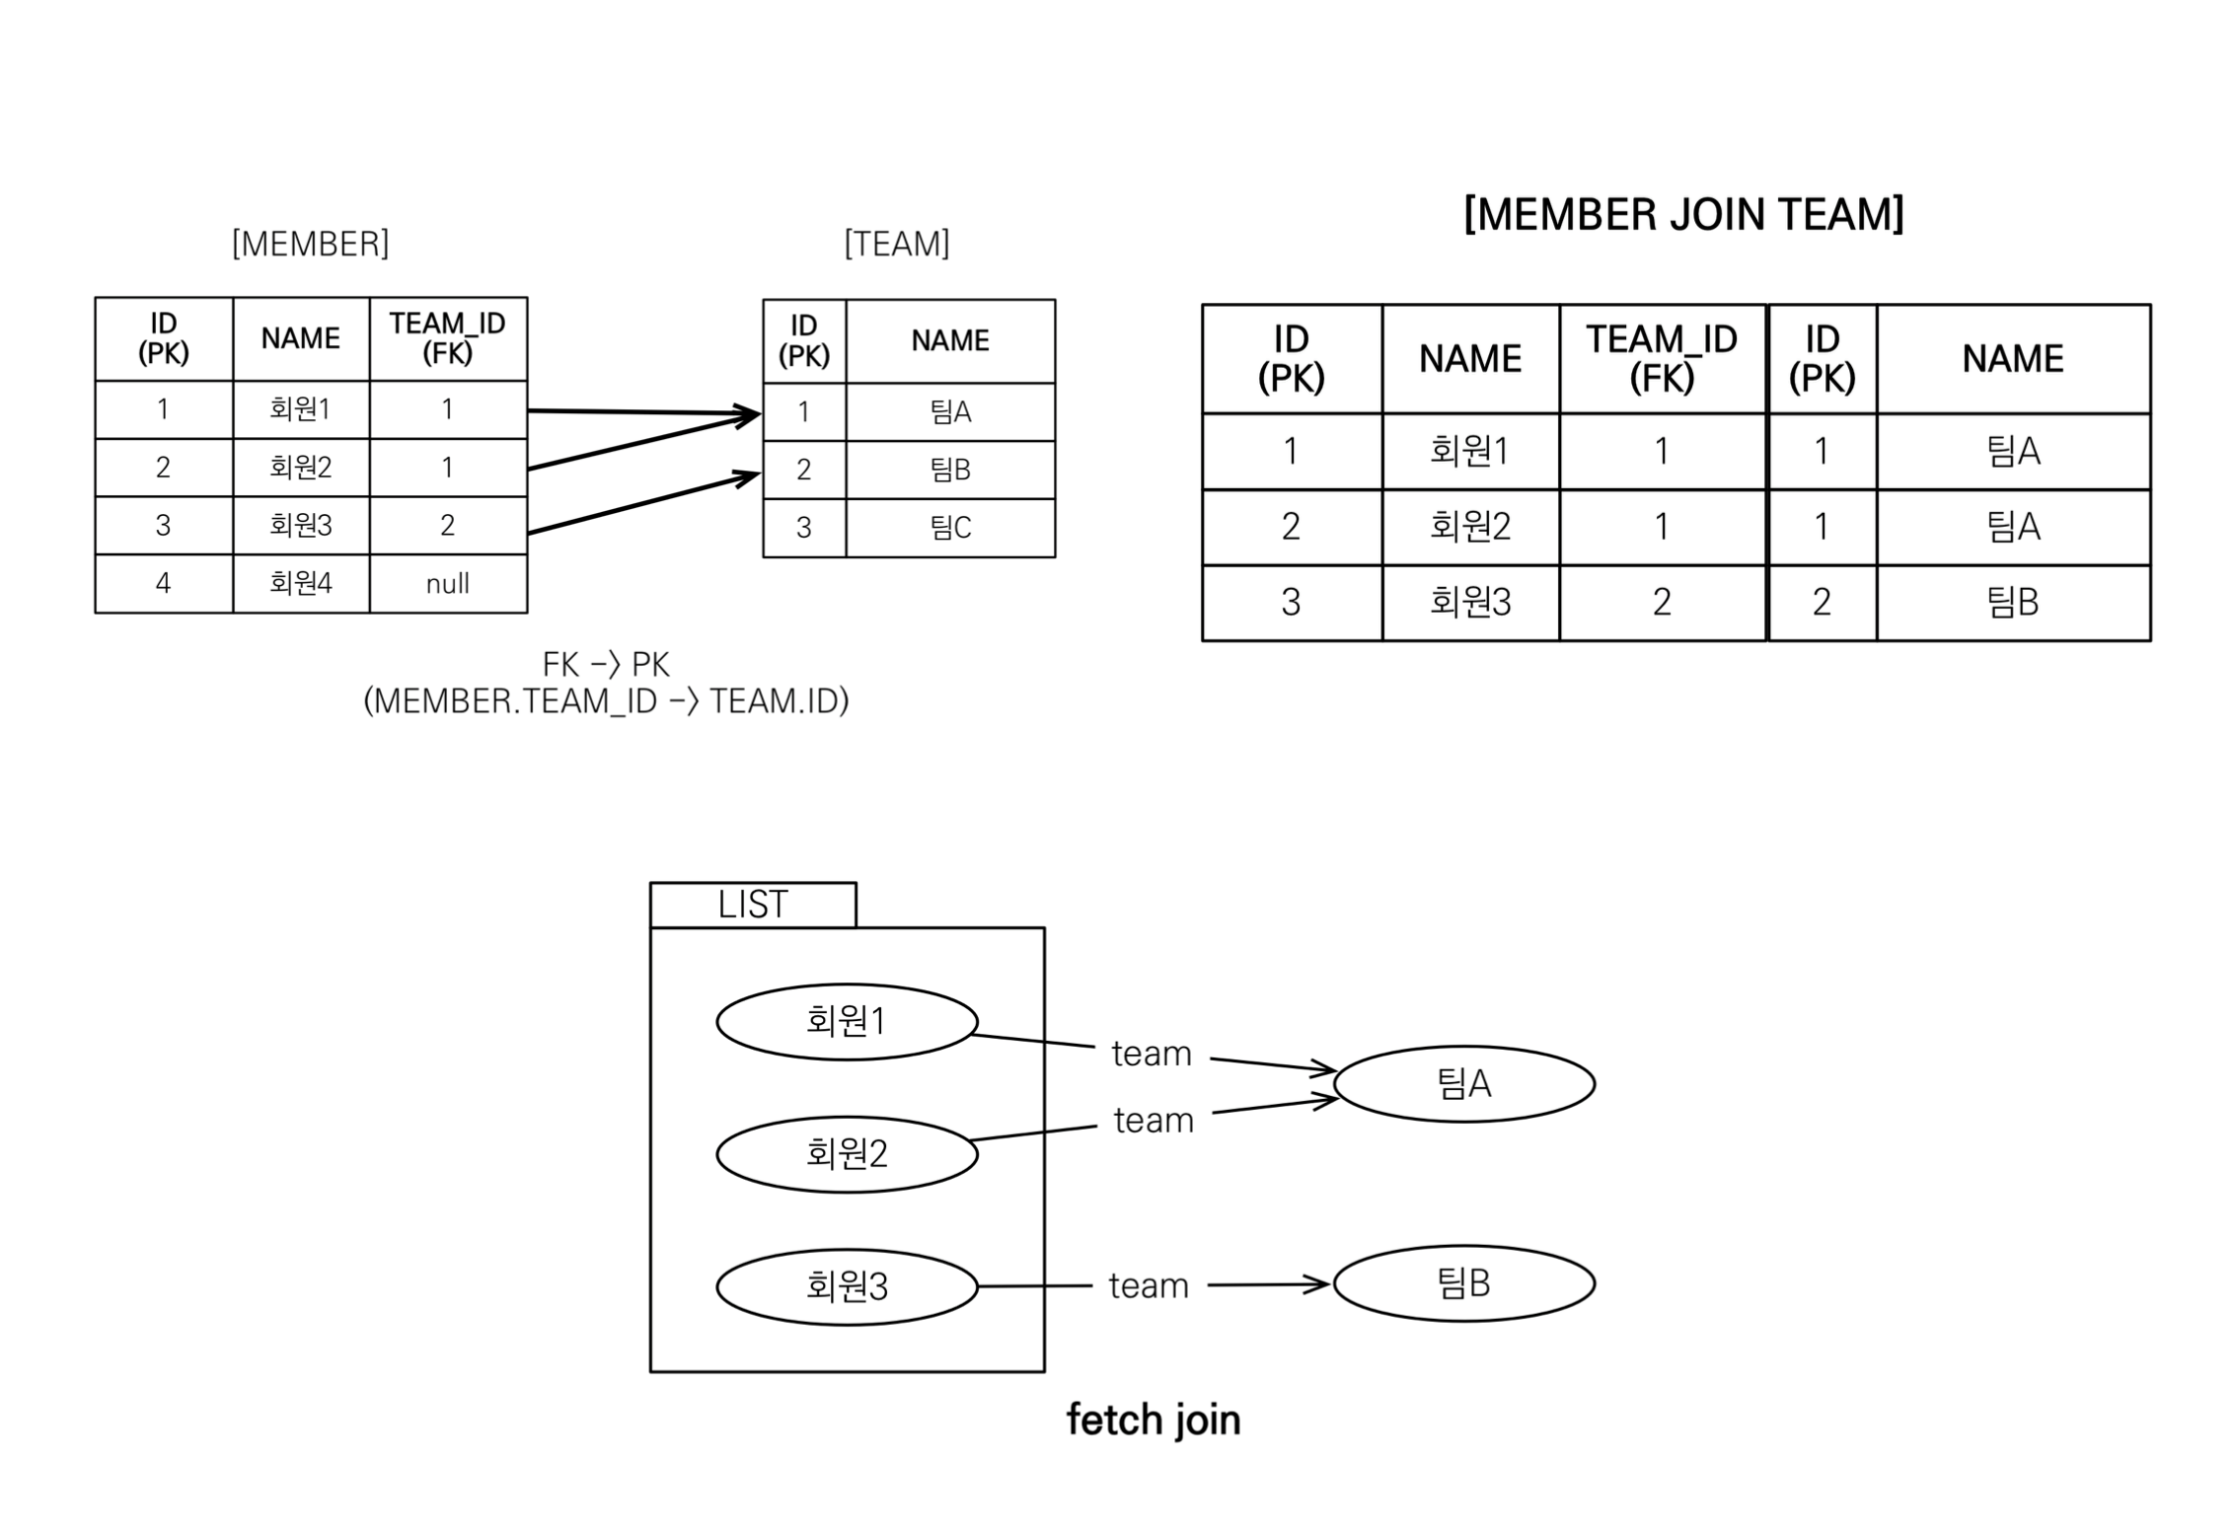 [MEMBER]
ID (PK) NAME TEAM_ID (FK)
1 회원1 1
2 회원2 1
3 회원3 2
4 회원4 null
[TEAM]
ID (PK) NAME
1 팀A
2 팀B
3 팀C
FK -> PK
(MEMBER.TEAM_ID -> TEAM.ID)
[MEMBER JOIN TEAM]
ID (PK) NAME TEAM_ID (FK) ID (PK) NAME
1 회원1 1 1 팀A
2 회원2 1 1 팀A
3 회원3 2 2 팀B
LIST
회원1
team
팀A
회원2
team
회원3
team
팀B
fetch join